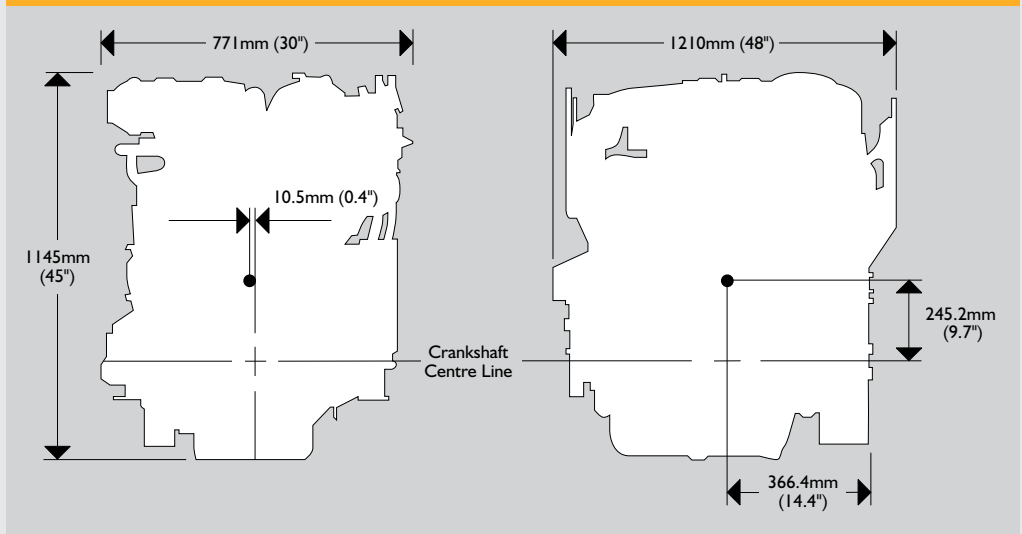 771mm (30")
1210mm (48")
10.5mm (0.4")
1145mm
(45")
245.2mm
(9.7")
Crankshaft
Centre Line
366.4mm
(14.4")